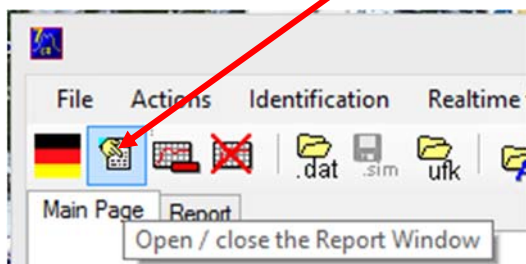 File Actions Identification Realtime
.dat .sim ufk
Main Page Report
Open / close the Report Window